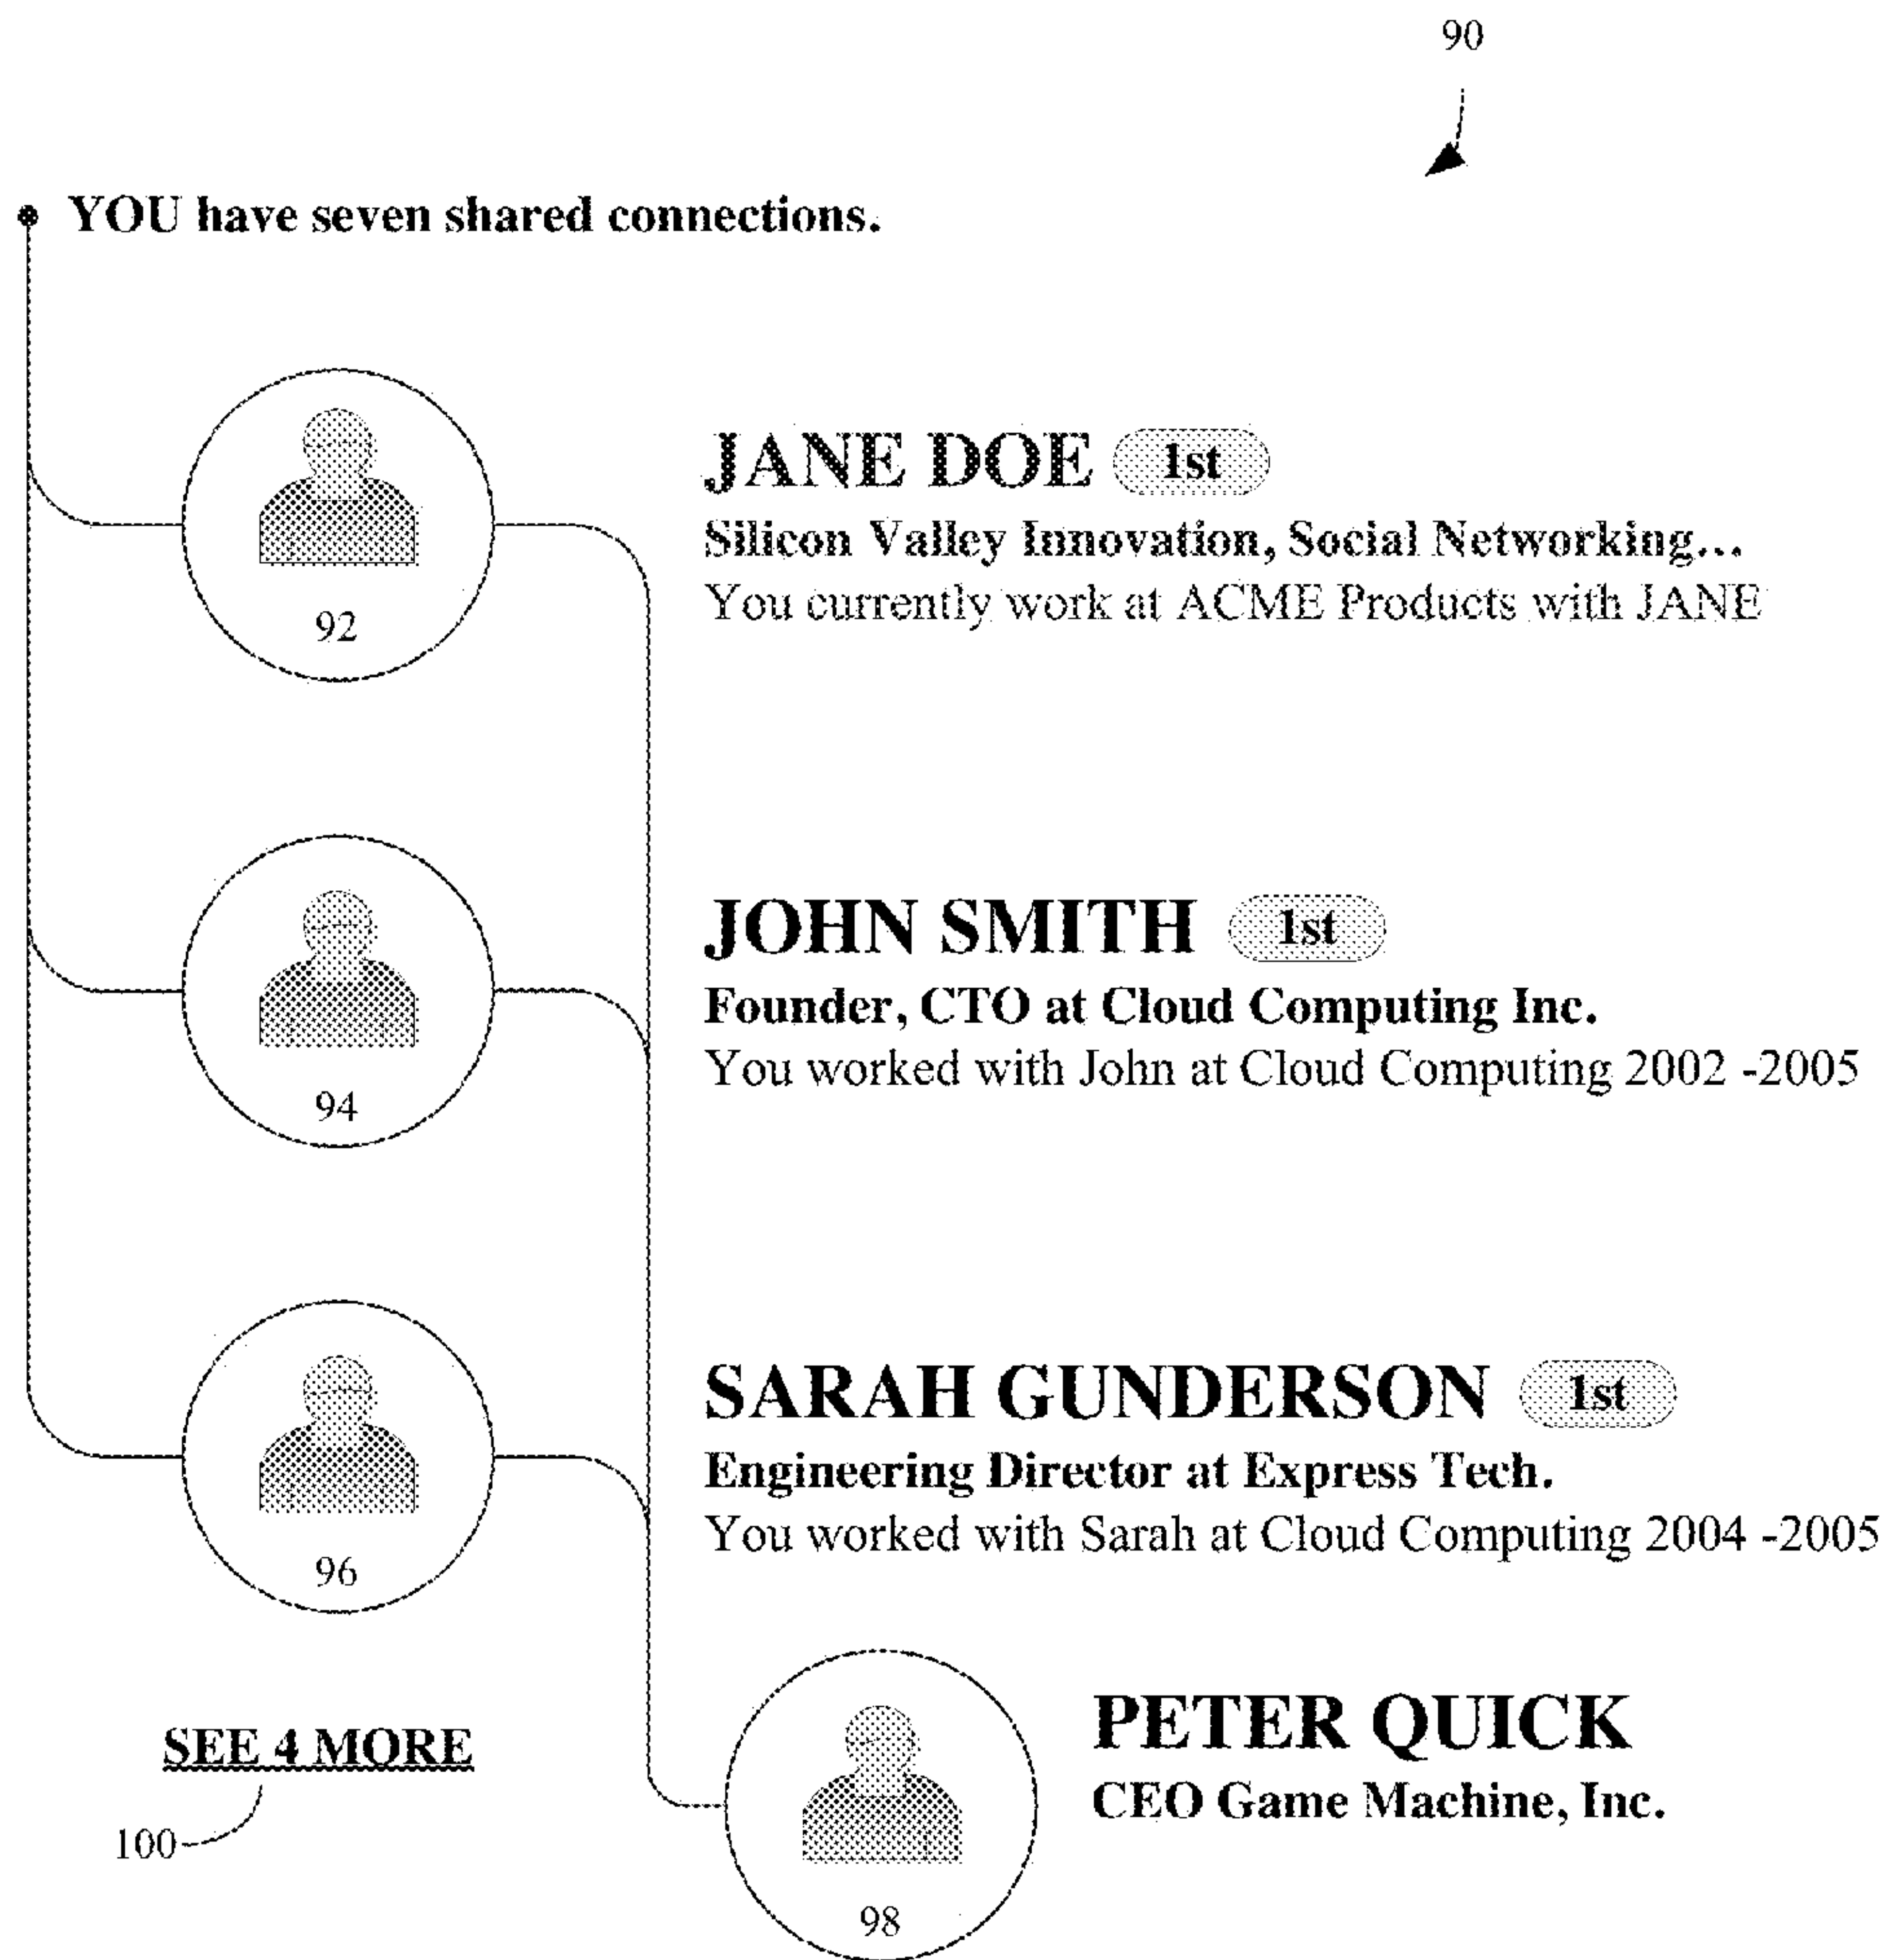 90
YOU have seven shared connections.
JANE DOE 1st
Silicon Valley Innovation, Social Networking...
You currently work at ACME Products with JANE
92
JOHN SMITH 1st
Founder, CTO at Cloud Computing Inc.
You worked with John at Cloud Computing 2002 -2005
94
SARAH GUNDERSON 1st
Engineering Director at Express Tech.
You worked with Sarah at Cloud Computing 2004 -2005
96
SEE 4 MORE
100
PETER QUICK
CEO Game Machine, Inc.
98